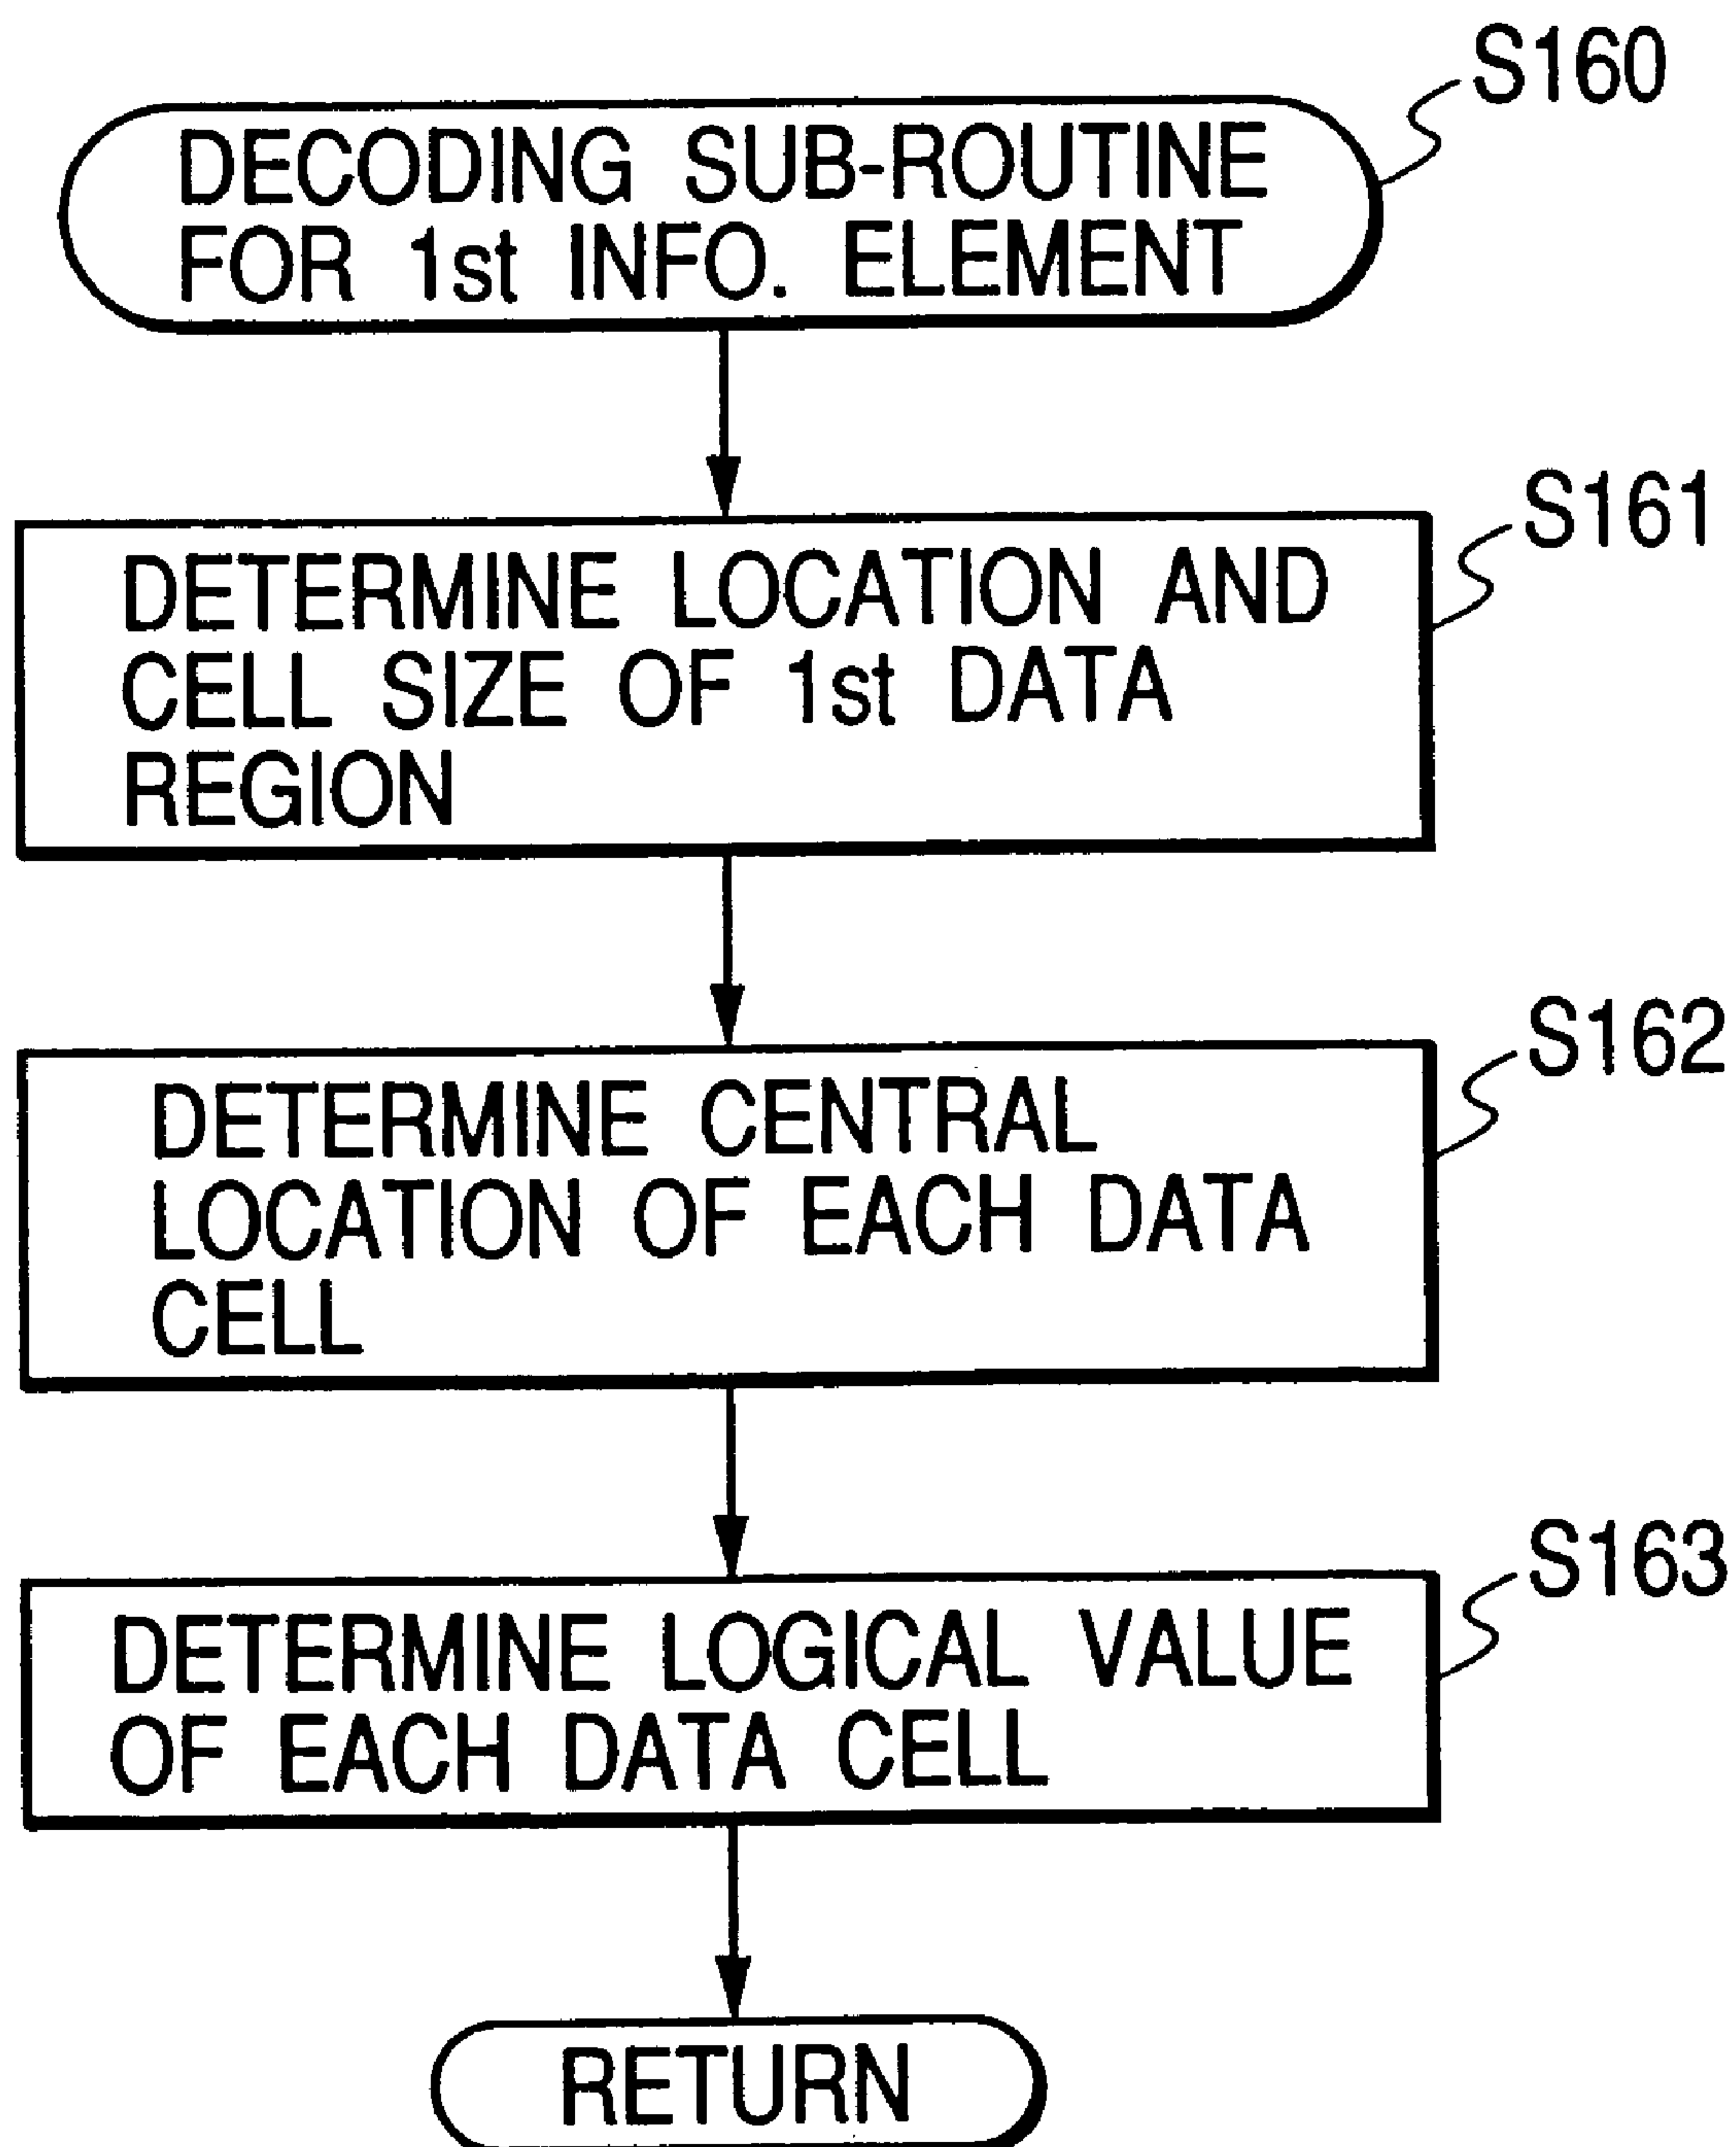 S160
DECODING SUB-ROUTINE
FOR 1st INFO. ELEMENT
S161
DETERMINE LOCATION AND
CELL SIZE OF 1st DATA
REGION
S162
DETERMINE CENTRAL
LOCATION OF EACH DATA
CELL
S163
DETERMINE LOGICAL VALUE
OF EACH DATA CELL
RETURN